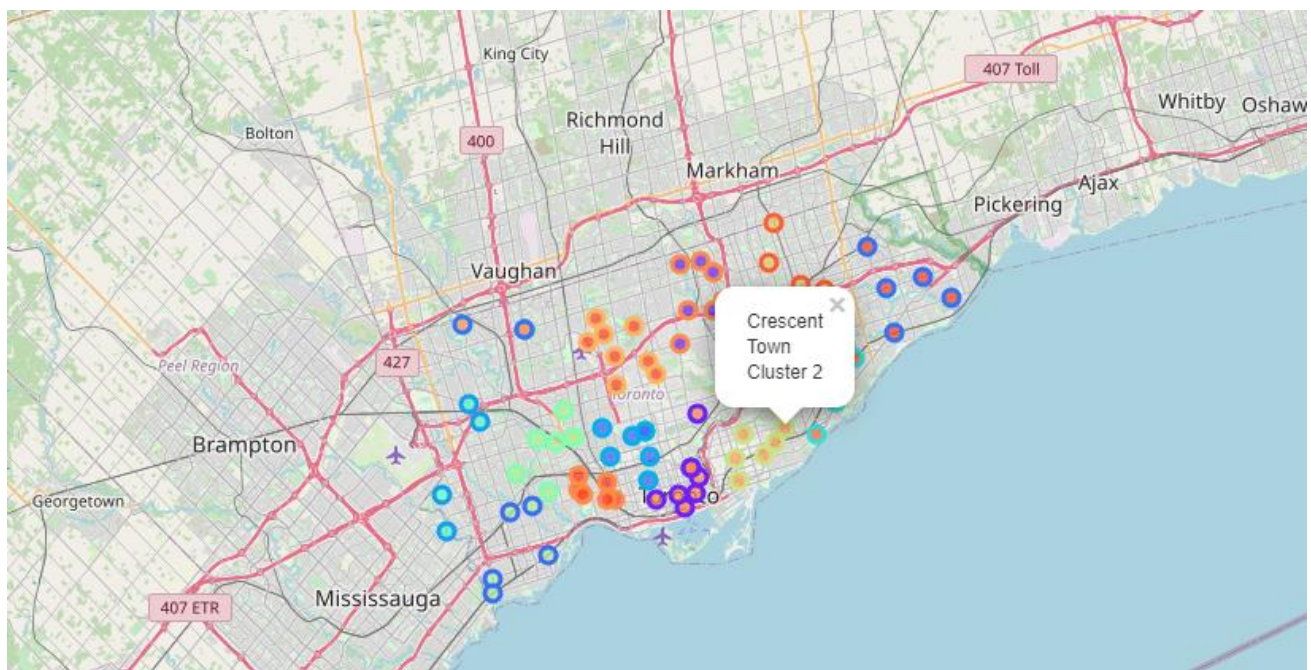 King City
407 Toll
Whitby
Oshaw
Bolton
400
Richmond
Hill
Markham
Ajax
Pickering
Vaughan
Crescent
Town
Cluster 2
×
Peel Region
427
Toronto
Brampton
Georgetown
Mississauga
407 ETR